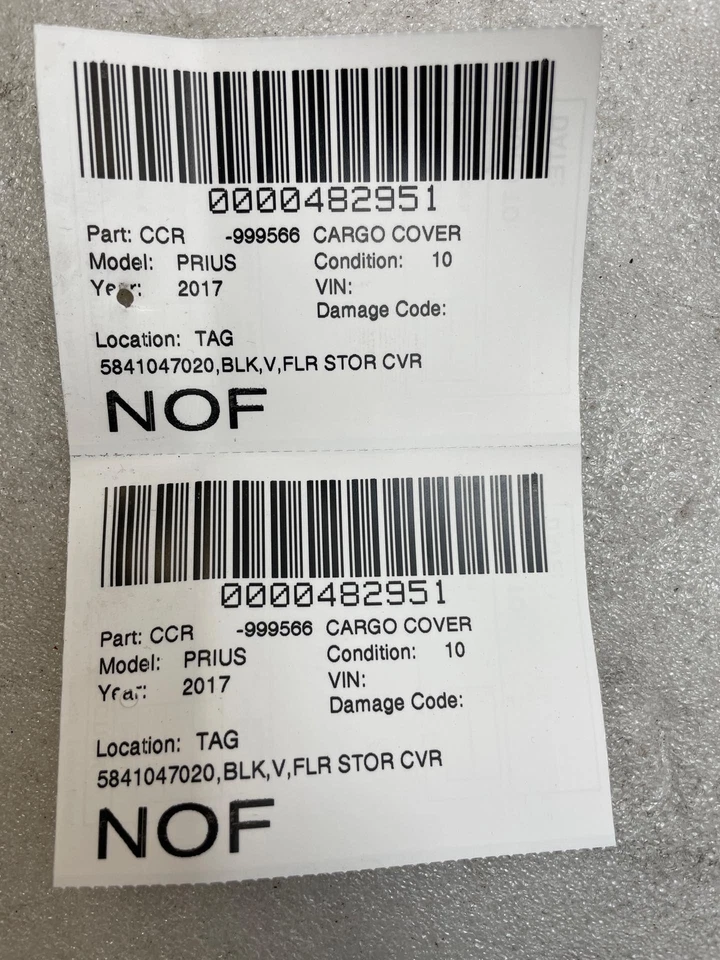 0000482951
Part: CCR -999566 CARGO COVER
Model: PRIUS Condition: 10
Year: 2017 VIN:
Damage Code:
Location: TAG
5841047020,BLK,V,FLR STOR CVR
NOF
0000482951
Part: CCR -999566 CARGO COVER
Model: PRIUS Condition: 10
Year: 2017 VIN:
Damage Code:
Location: TAG
5841047020,BLK,V,FLR STOR CVR
NOF